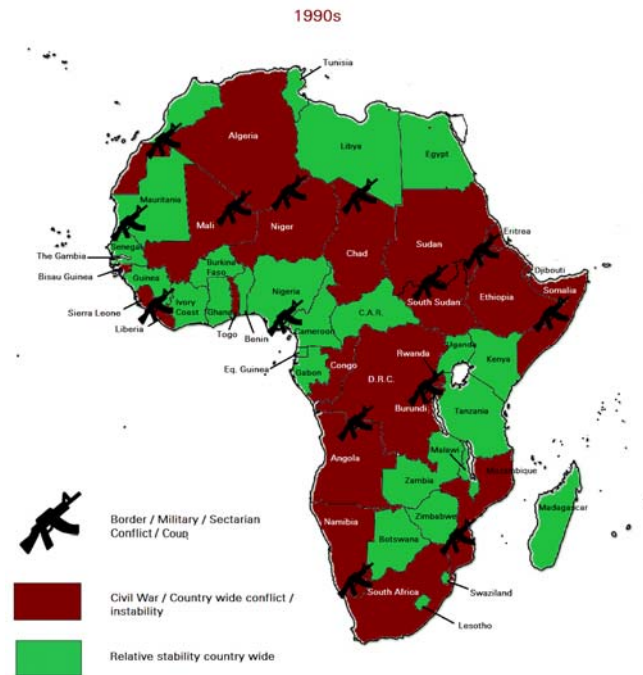 1990s
Tunisia
Algeria
Libya
Egypt
Mauritania
Mali
Niger
Chad
Sudan
Eritrea
Senegal
The Gambia
Bisau Guinea
Guinea
Burkina
Faso
Nigeria
Djibouti
Somalia
South Sudan
Ethiopia
Sierra Leone
Ivory
Coast
Ghana
Liberia
Togo
Benin
Cameroon
C.A.R.
Eq. Guinea
Gabon
Congo
D.R.C.
Rwanda
Uganda
Kenya
Burundi
Tanzania
Angola
Malewi
Zambia
Mozambique
Madagascar
Namibia
Zimbabwe
Botswana
South Africa
Swaziland
Lesotho
Border / Military / Sectarian
Conflict / Coup
Civil War / Country wide conflict /
instability
Relative stability country wide